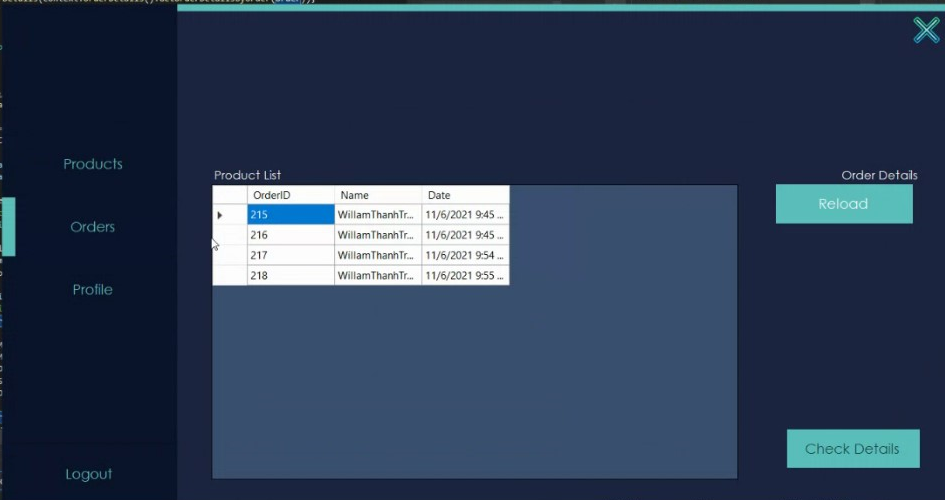 Products
Orders
Profile
Logout
Product List
OrderID Name Date
215 WillamThanhTr... 11/6/2021 9:45 ...
216 WillamThanhTr... 11/6/2021 9:45 ...
217 WillamThanhTr... 11/6/2021 9:54 ...
218 WillamThanhTr... 11/6/2021 9:55 ...
Order Details
Reload
Check Details